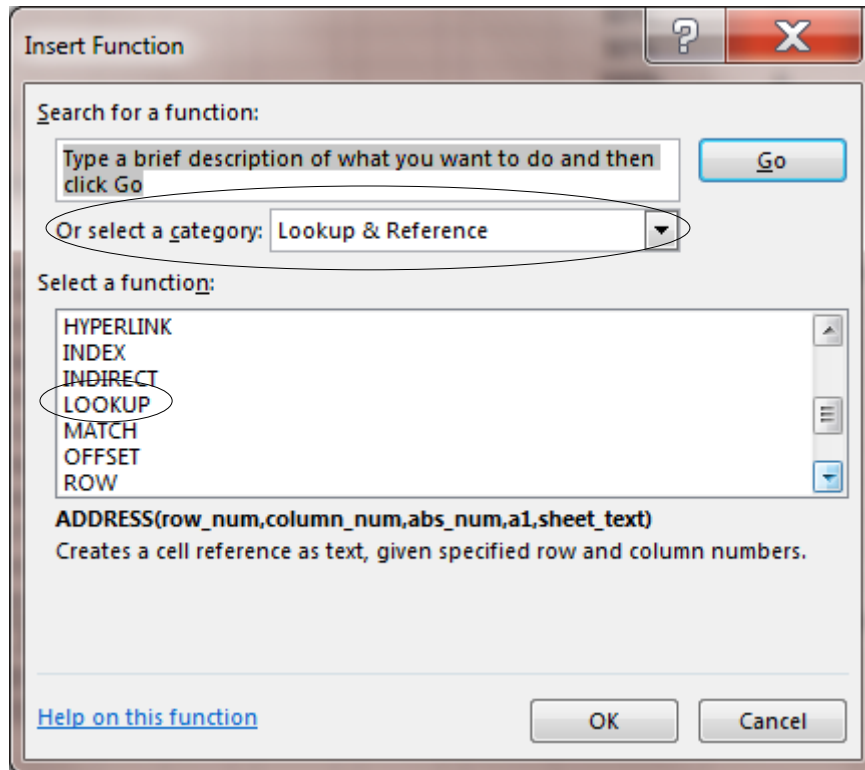 Insert Function
Search for a function:
Type a brief description of what you want to do and then
click Go
Go
Or select a category: Lookup & Reference
Select a function:
HYPERLINK
INDEX
INDIRECT
LOOKUP
MATCH
OFFSET
ROW
ADDRESS(row_num,column_num,abs_num,a1,sheet_text)
Creates a cell reference as text, given specified row and column numbers.
Help on this function
OK
Cancel